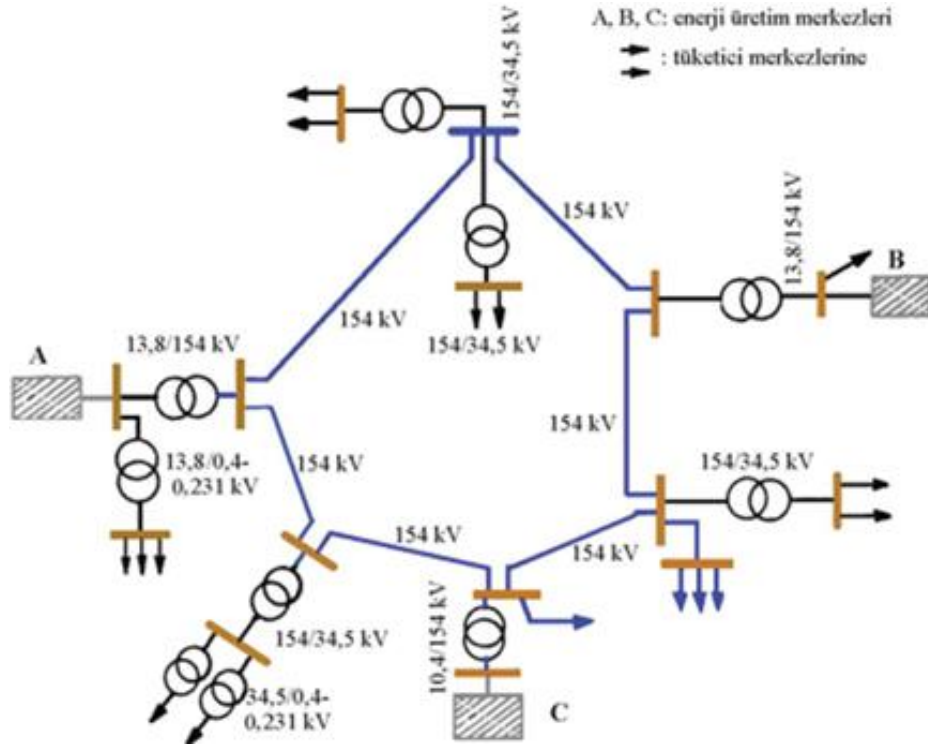 A, B, C: enerji üretim merkezleri
: tüketici merkezlerine
154/34,5 kV
154 kV
13,8/154 kV
B
154 kV
154/34,5 kV
13,8/154 kV
A
154 kV
154/34,5 kV
13,8/0,4-
0,231 kV
154 kV
154 kV
154 kV
10,4/154 kV
154/34,5 kV
34,5/0,4-
0,231 kV
C